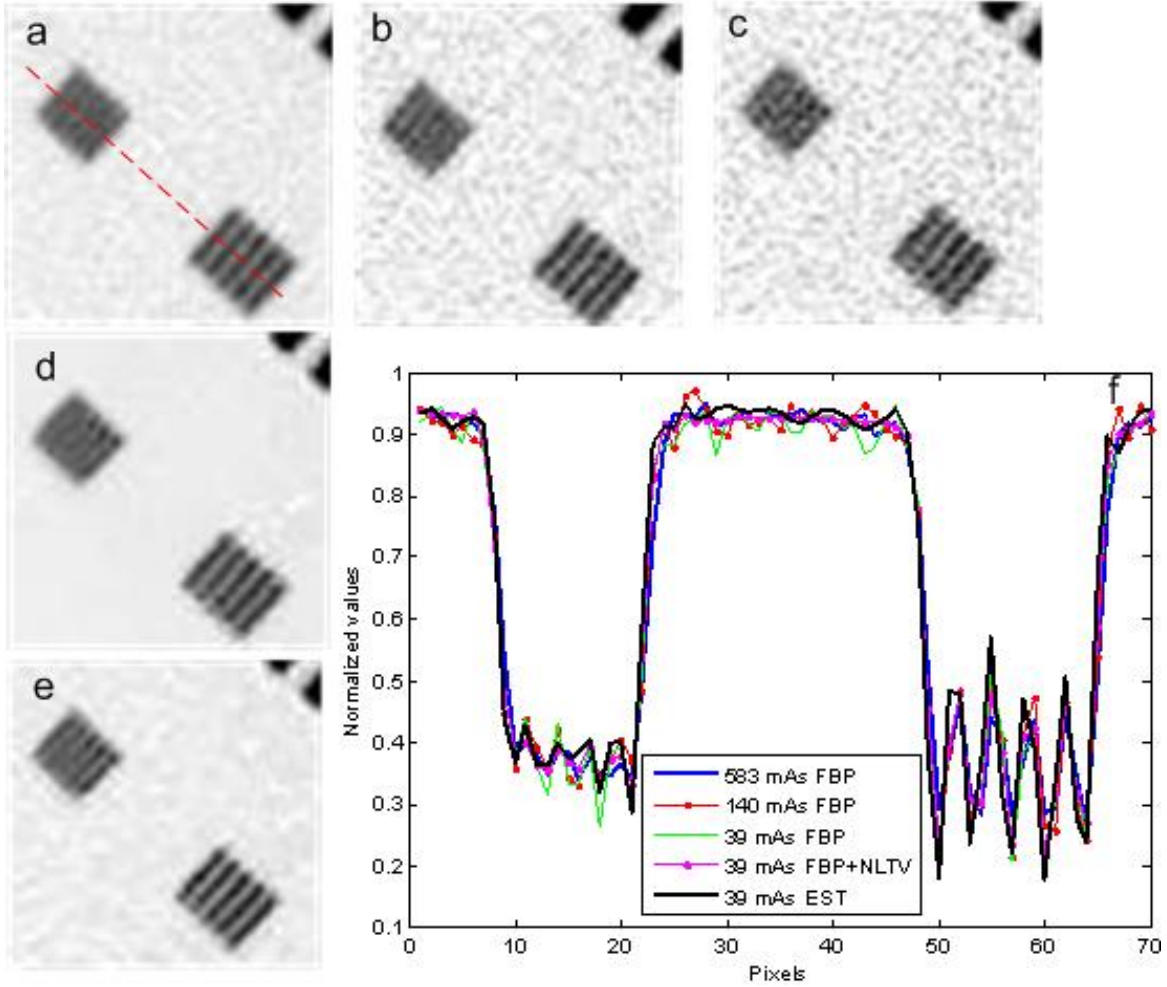 a
b
c
d
e
f
1
0.9
0.8
0.7
0.6
0.5
0.4
0.3
0.2
0.1
Normalized values
583 mAs FBP
140 mAs FBP
39 mAs FBP
39 mAs FBP+NLTV
39 mAs EST
0 10 20 30 40 50 60 70
Pixels